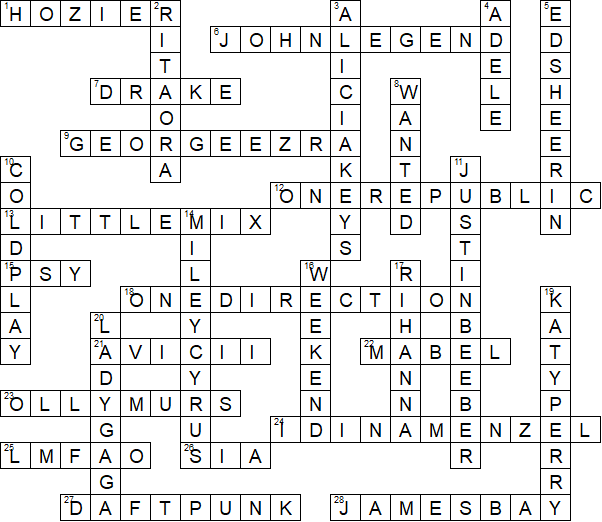 1 HOZIER
2 RITAORA
3 ALICIAKEYS
4 ADELE
5 EDSHEERIN
6 JOHNLEGEND
7 DRAKE
8 WANTED
9 GEORGEEZRA
10 COLDPLAY
11 JUSTINBEEBER
12 ONEREPUBLIC
13 LITTLEMIX
14 MILEYCYRUS
15 PSY
16 WEEKEND
17 RIHANNA
18 ONEDIRECTION
19 KATYPERRY
20 LADYGAGA
21 AVICII
22 MABEL
23 OLLYMURS
24 IDINAMENZEL
25 LMFAO
26 SIA
27 DAFTPUNK
28 JAMESBAY